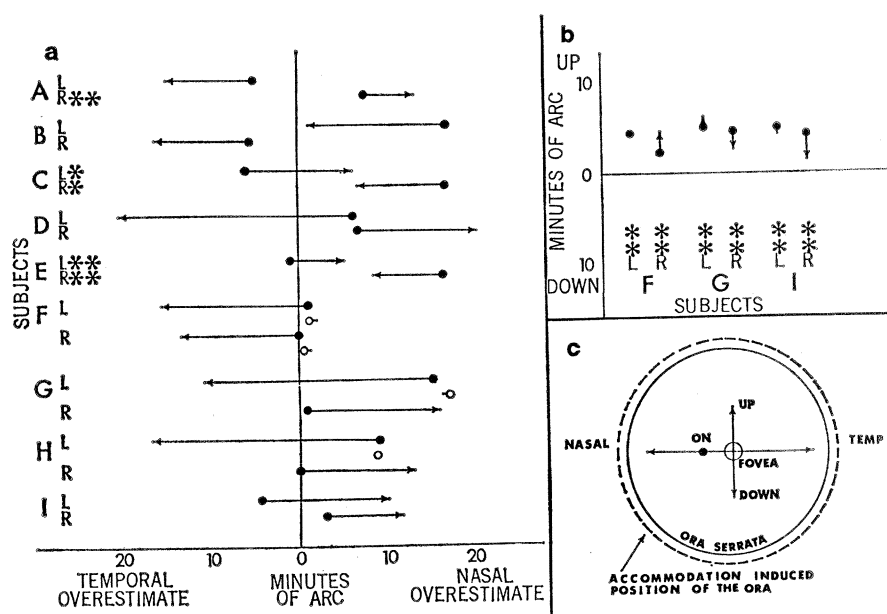 a
SUBJECTS
A L
R**
B L
R
C L*
R*
D L
R
E L**
R**
F L
R
G L
R
H L
R
I L
R
20 10 0 10 20
TEMPORAL MINUTES NASAL
OVERESTIMATE OF ARC OVERESTIMATE
b
UP
10
MINUTES OF ARC
0
10
DOWN
* * * * * *
* * * * * *
L R L R L R
F G I
SUBJECTS
c
UP
NASAL ON TEMP
FOVEA
DOWN
ORA SERRATA
ACCOMMODATION INDUCED
POSITION OF THE ORA